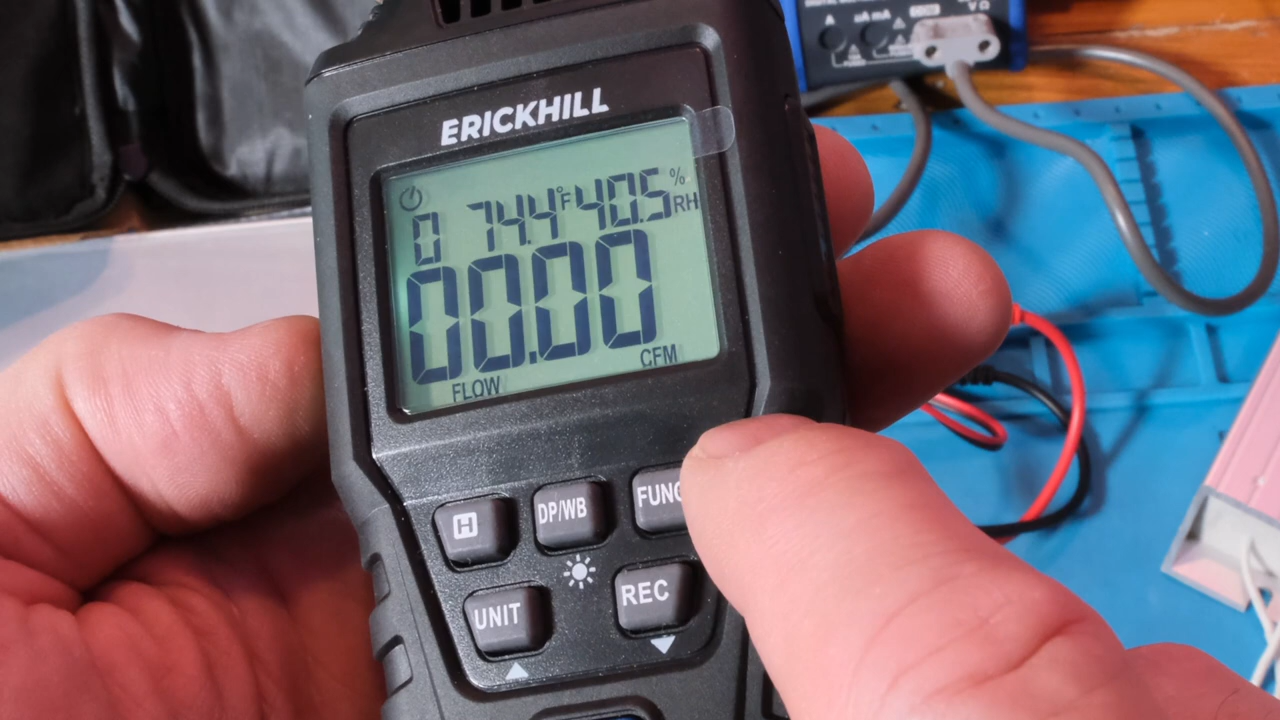 A
ERICKHILL
0 74.4°F 40.5% RH
00.00
CFM
FLOW
H DP/WB FUNC
UNIT REC